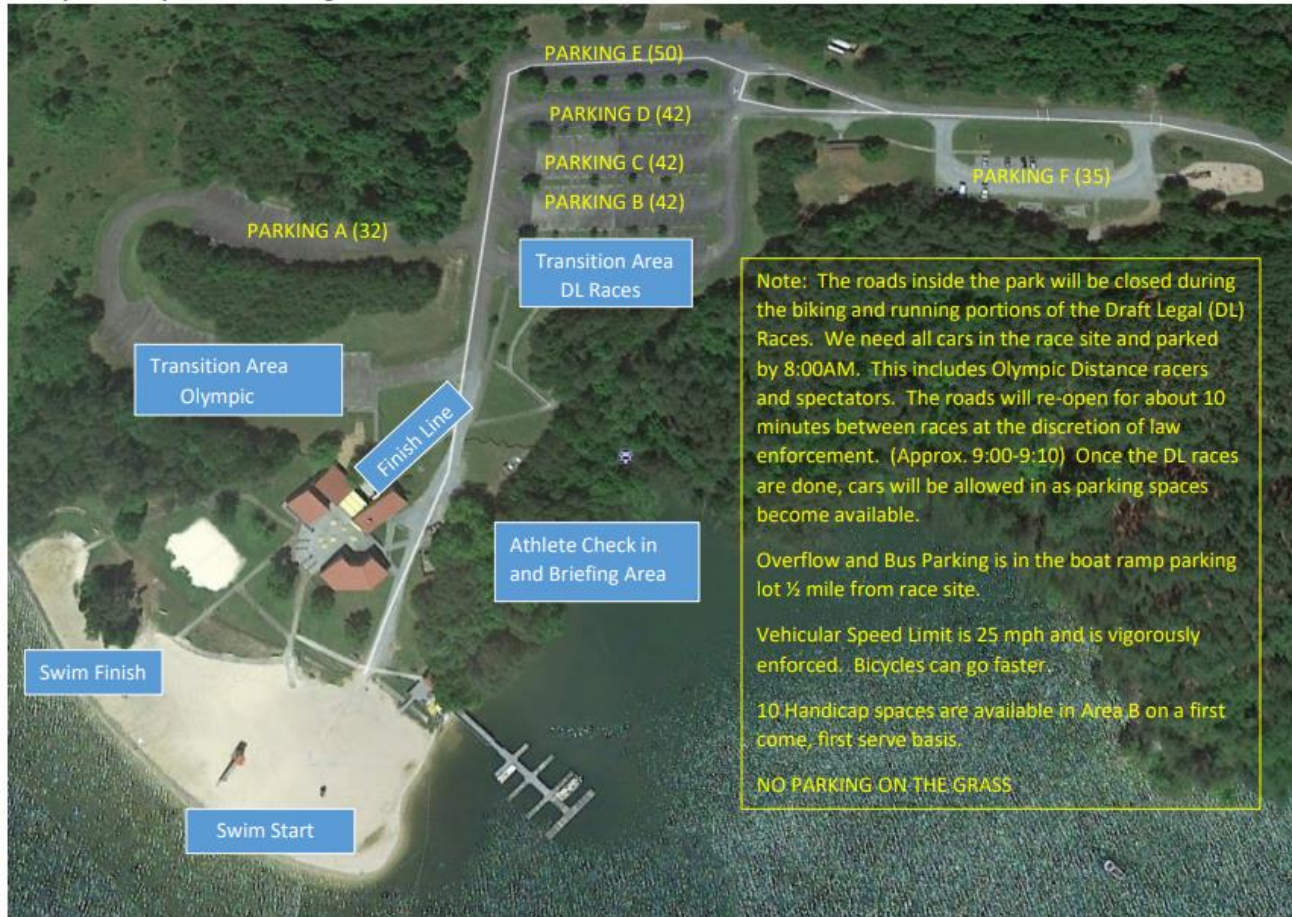 PARKING E (50)
PARKING D (42)
PARKING C (42)
PARKING F (35)
PARKING B (42)
PARKING A (32)
Transition Area
DL Races
Transition Area
Olympic
Finish Line
Athlete Check in
and Briefing Area
Swim Finish
Swim Start
Note: The roads inside the park will be closed during
the biking and running portions of the Draft Legal (DL)
Races. We need all cars in the race site and parked
by 8:00AM. This includes Olympic Distance racers
and spectators. The roads will re-open for about 10
minutes between races at the discretion of law
enforcement. (Approx. 9:00-9:10) Once the DL races
are done, cars will be allowed in as parking spaces
become available.
Overflow and Bus Parking is in the boat ramp parking
lot ½ mile from race site.
Vehicular Speed Limit is 25 mph and is vigorously
enforced. Bicycles can go faster.
10 Handicap spaces are available in Area B on a first
come, first serve basis.
NO PARKING ON THE GRASS